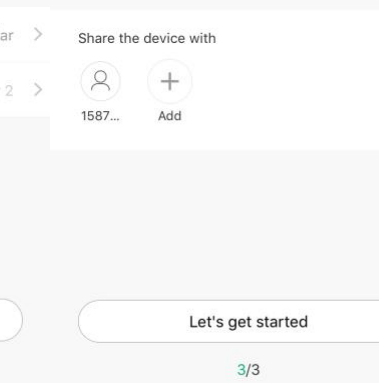 ar
Share the device with
2
1587...
Add
Let's get started
3/3